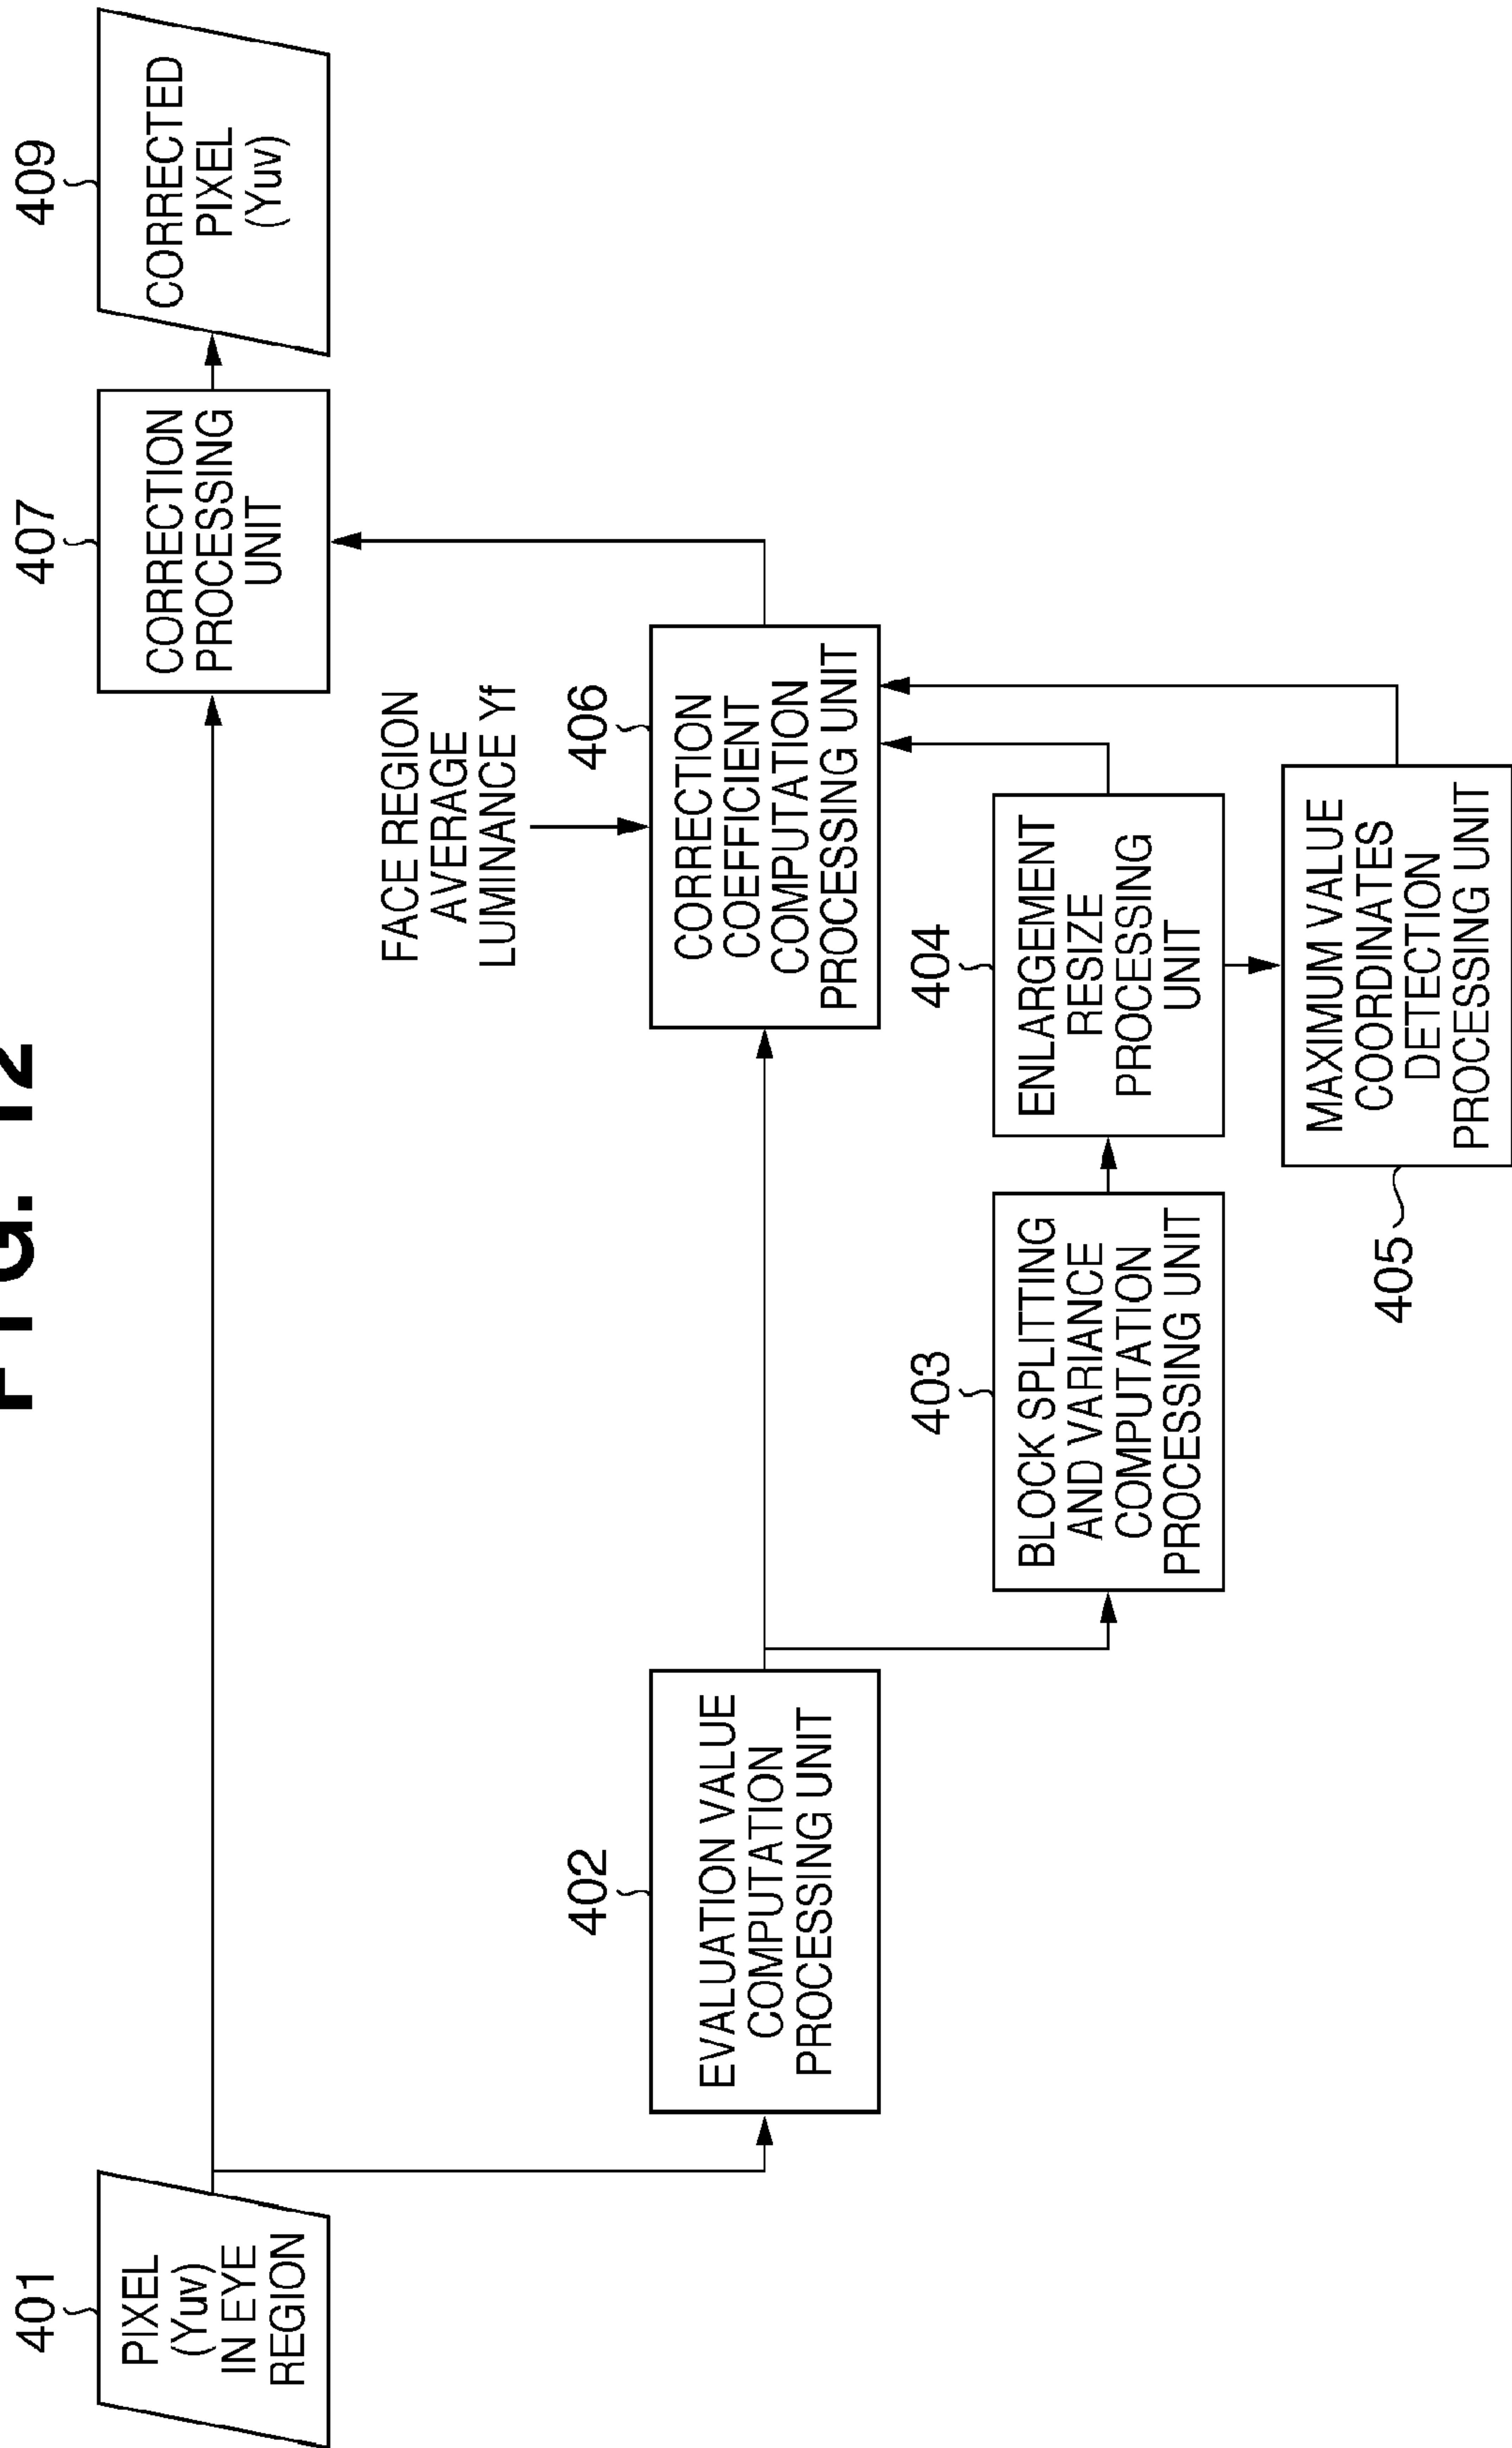 FIG. 12
401
PIXEL
(Yuv)
IN EYE
REGION
407
CORRECTION
PROCESSING
UNIT
409
CORRECTED
PIXEL
(Yuv)
FACE REGION
AVERAGE
LUMINANCE Yf
402
EVALUATION VALUE
COMPUTATION
PROCESSING UNIT
406
CORRECTION
COEFFICIENT
COMPUTATION
PROCESSING UNIT
403
BLOCK SPLITTING
AND VARIANCE
COMPUTATION
PROCESSING UNIT
404
ENLARGEMENT
RESIZE
PROCESSING
UNIT
405
MAXIMUM VALUE
COORDINATES
DETECTION
PROCESSING UNIT